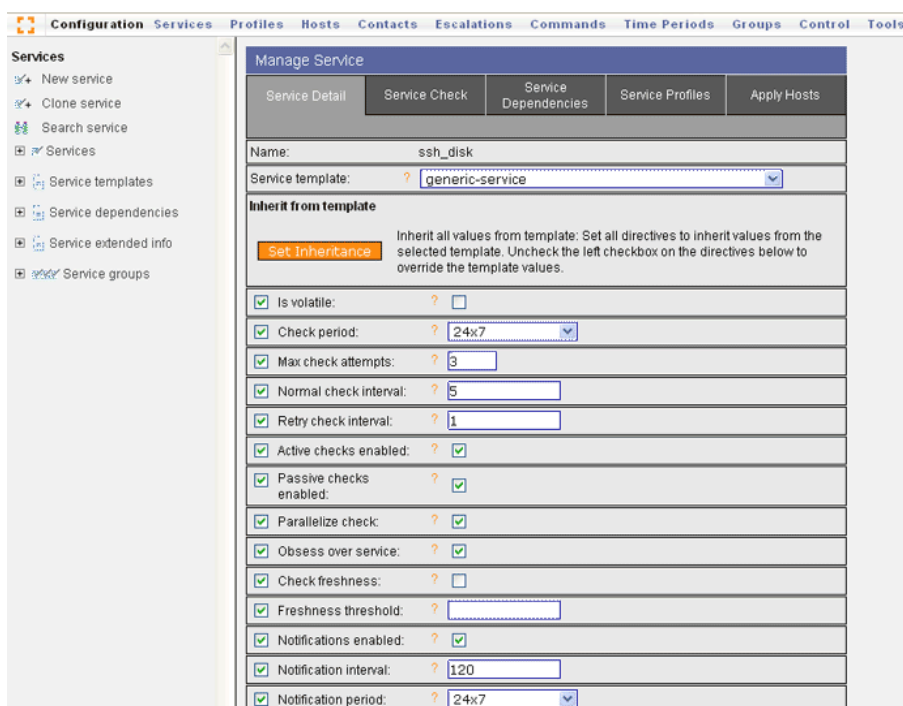 Configuration Services Profiles Hosts Contacts Escalations Commands Time Periods Groups Control Tools
Services
New service
Clone service
Search service
Services
Service templates
Service dependencies
Service extended info
Service groups
Manage Service
Service Detail
Service Check
Service
Dependencies
Service Profiles
Apply Hosts
Name: ssh_disk
Service template: ? generic-service
Inherit from template
Set Inheritance
Inherit all values from template: Set all directives to inherit values from the
selected template. Uncheck the left checkbox on the directives below to
override the template values.
Is volatile: ?
Check period: ? 24x7
Max check attempts: ? 3
Normal check interval: ? 5
Retry check interval: ? 1
Active checks enabled: ?
Passive checks ?
enabled:
Parallelize check: ?
Obsess over service: ?
Check freshness: ?
Freshness threshold: ?
Notifications enabled: ?
Notification interval: ? 120
Notification period: ? 24x7